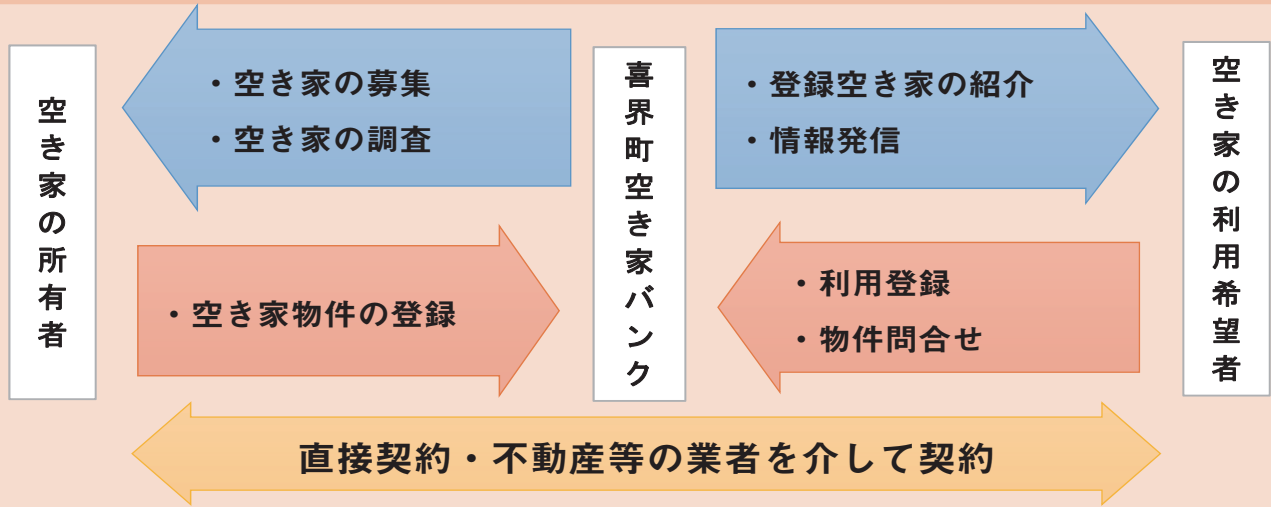 空き家の所有者
・空き家の募集
・空き家の調査
・空き家物件の登録
喜界町空き家バンク
・登録空き家の紹介
・情報発信
・利用登録
・物件問合せ
空き家の利用希望者
直接契約・不動産等の業者を介して契約